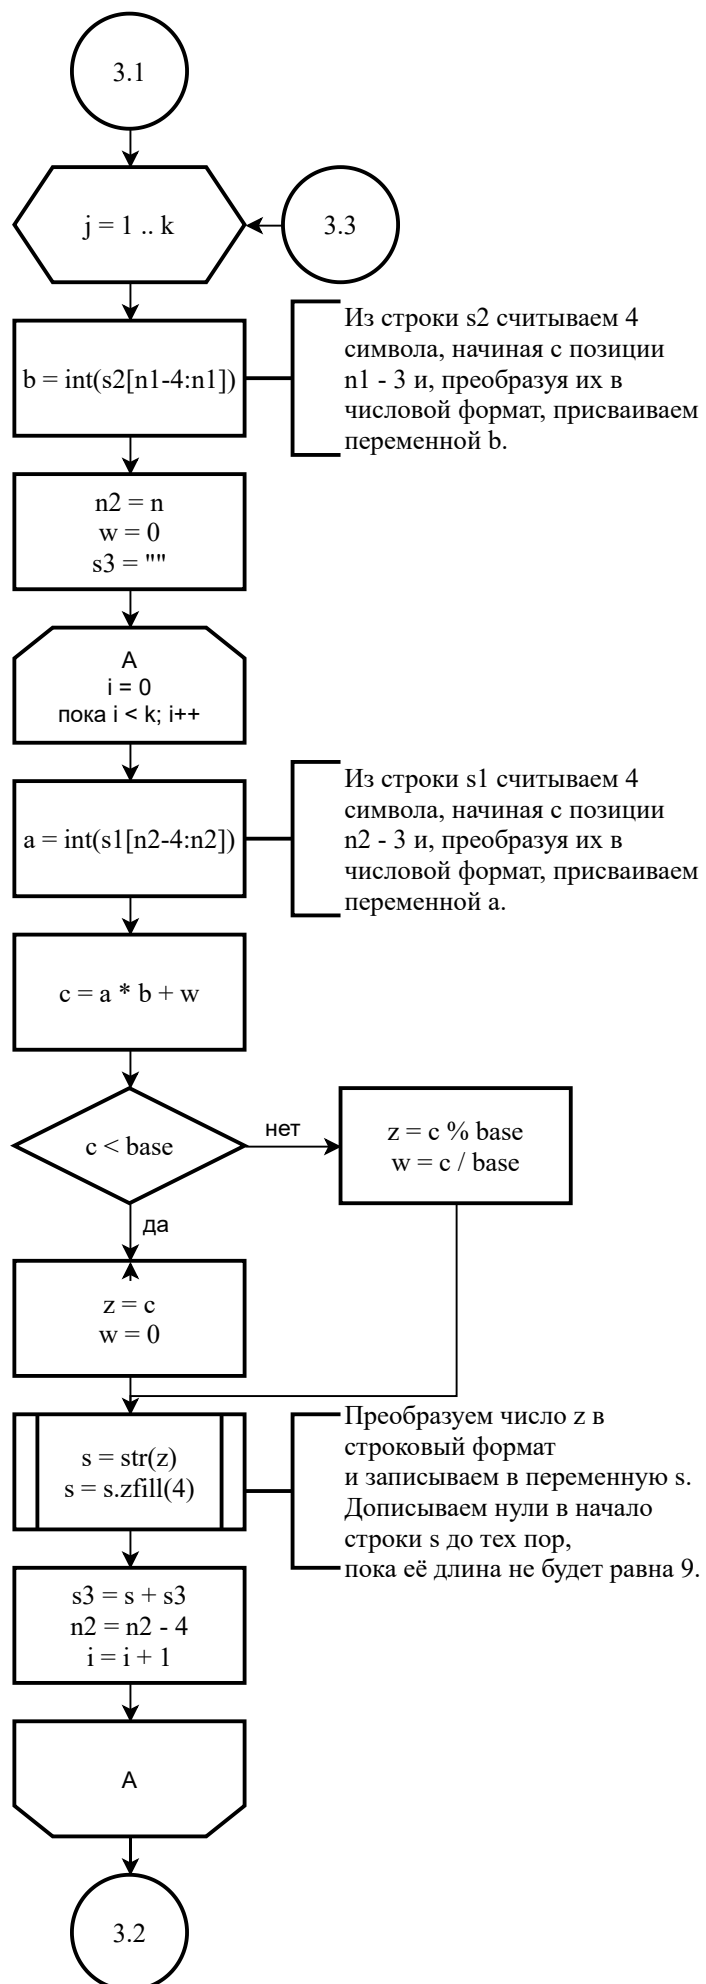 3.1
j = 1 .. k
3.3
b = int(s2[n1-4:n1])
Из строки s2 считываем 4
символа, начиная с позиции
n1 - 3 и, преобразуя их в
числовой формат, присваиваем
переменной b.
n2 = n
w = 0
s3 = ""
A
i = 0
пока i < k; i++
a = int(s1[n2-4:n2])
Из строки s1 считываем 4
символа, начиная с позиции
n2 - 3 и, преобразуя их в
числовой формат, присваиваем
переменной a.
c = a * b + w
c < base
нет
z = c % base
w = c / base
да
z = c
w = 0
s = str(z)
s = s.zfill(4)
Преобразуем число z в
строковый формат
и записываем в переменную s.
Дописываем нули в начало
строки s до тех пор,
пока её длина не будет равна 9.
s3 = s + s3
n2 = n2 - 4
i = i + 1
A
3.2